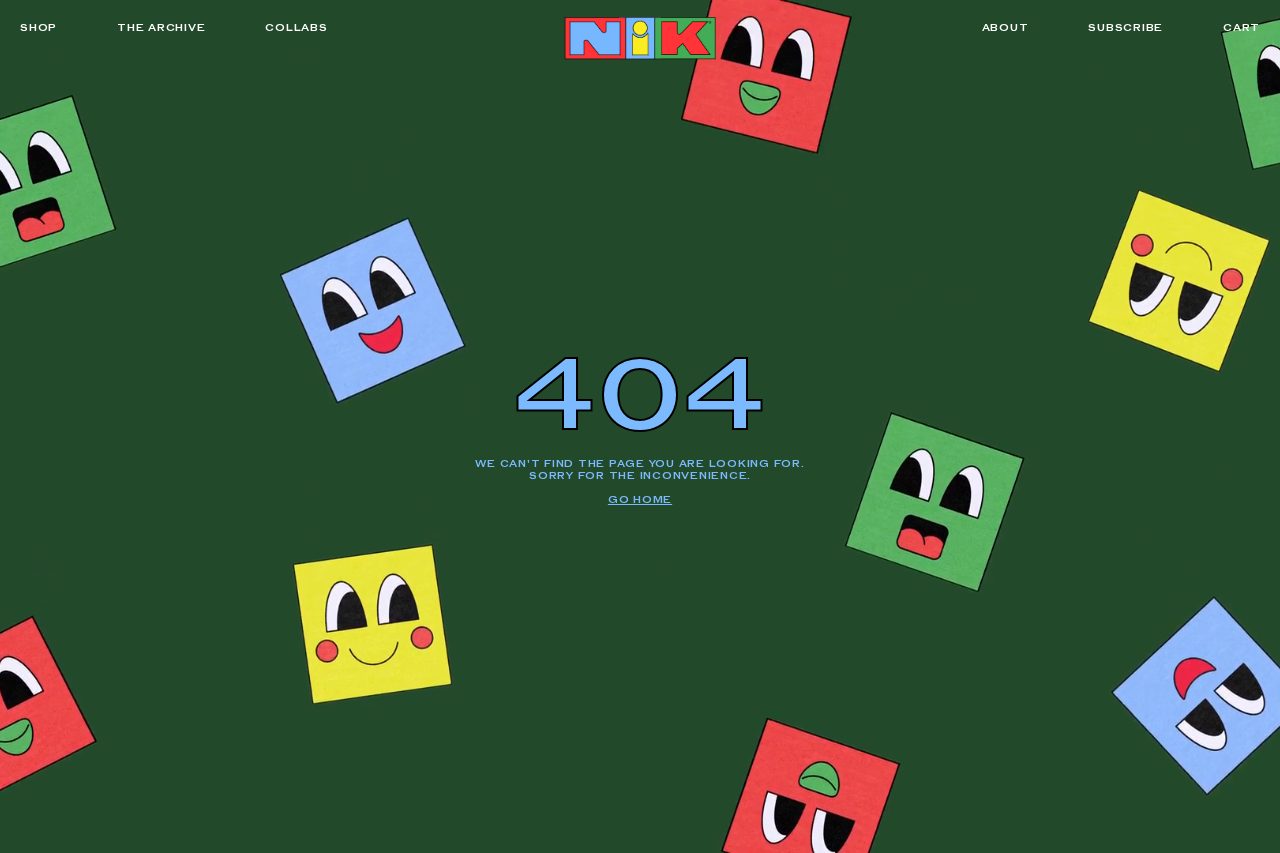 SHOP
THE ARCHIVE
COLLABS
NiK
ABOUT
SUBSCRIBE
CART
404
WE CAN'T FIND THE PAGE YOU ARE LOOKING FOR.
SORRY FOR THE INCONVENIENCE.
GO HOME